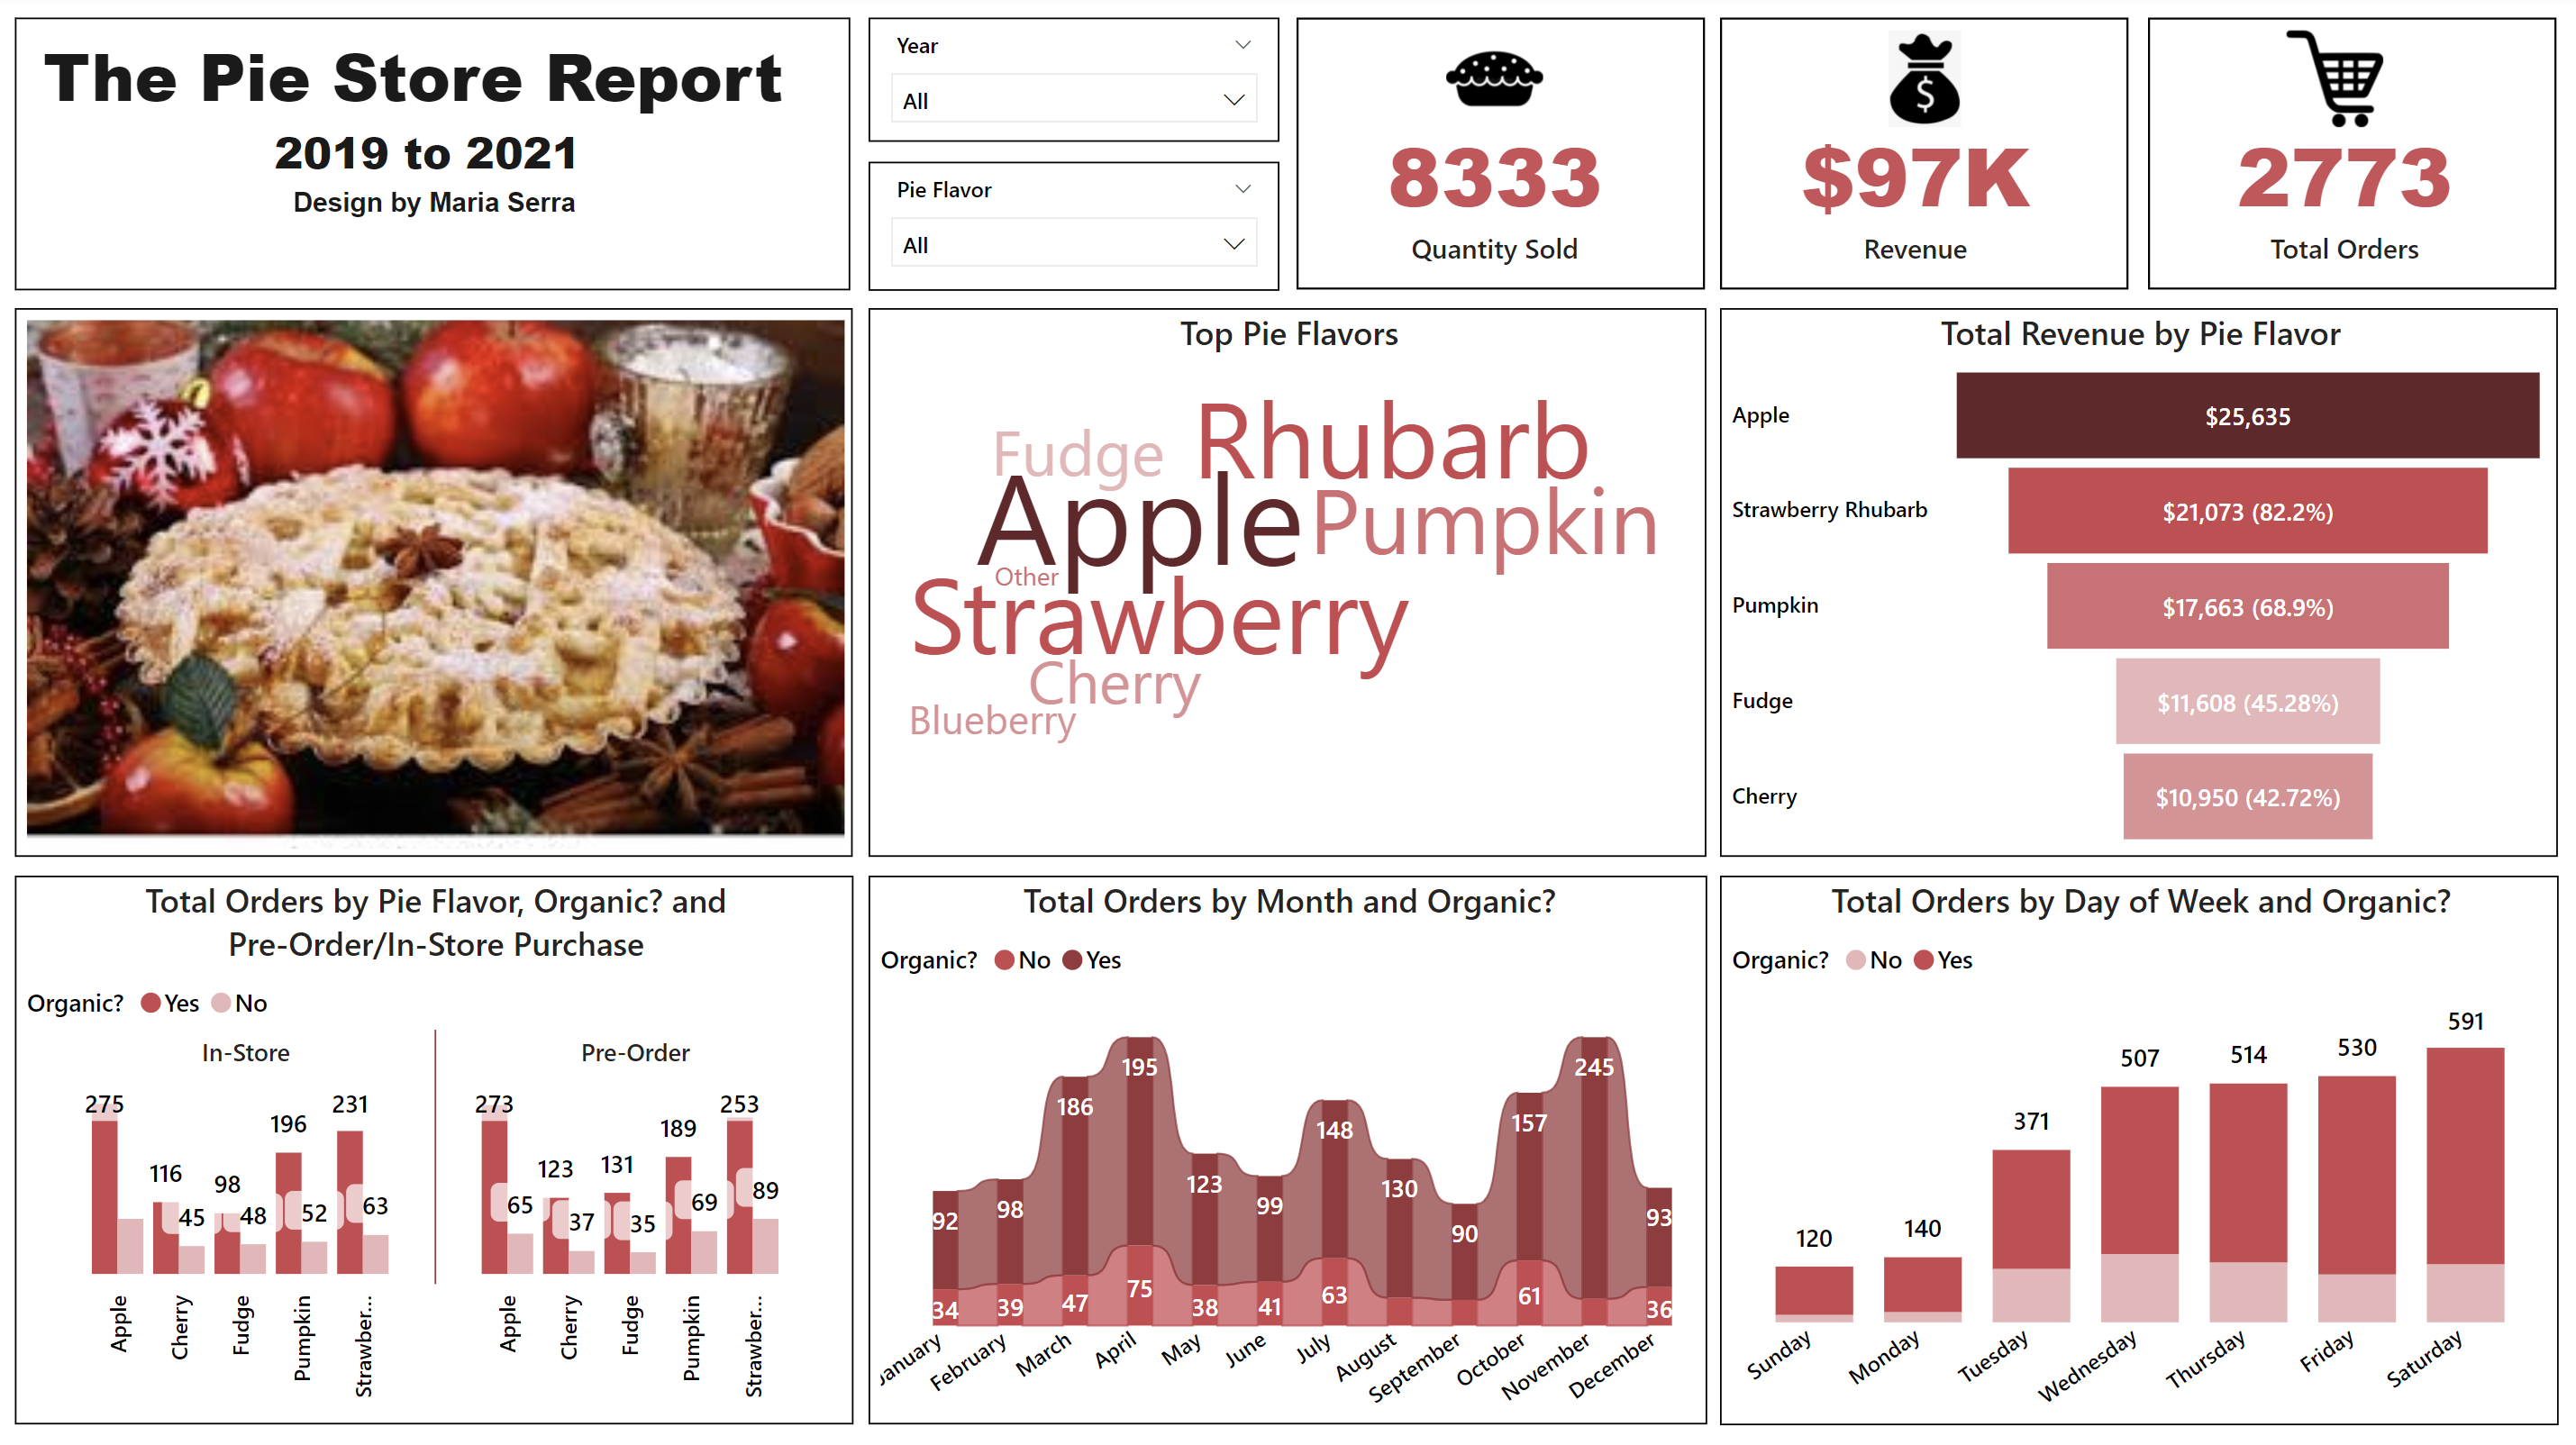 The Pie Store Report
2019 to 2021
Design by Maria Serra
Year
All
Pie Flavor
All
8333
Quantity Sold
$
$97K
Revenue
2773
Total Orders
Top Pie Flavors
Fudge
Rhubarb
Apple
Pumpkin
Other
Strawberry
Cherry
Blueberry
Total Revenue by Pie Flavor
Apple $25,635
Strawberry Rhubarb $21,073 (82.2%)
Pumpkin $17,663 (68.9%)
Fudge $11,608 (45.28%)
Cherry $10,950 (42.72%)
Total Orders by Pie Flavor, Organic? and
Pre-Order/In-Store Purchase
Organic? Yes No
In-Store
Pre-Order
275 116 45 98 48 196 52 231 63
273 65 123 37 131 35 189 69 253 89
Apple Cherry Fudge Pumpkin Strawber...
Apple Cherry Fudge Pumpkin Strawber...
Total Orders by Month and Organic?
Organic? No Yes
92 98 186 195 123 99 148 130 90 157 245 93
34 39 47 75 38 41 63 61 36
January February March April May June July August September October November December
Total Orders by Day of Week and Organic?
Organic? No Yes
120 140 371 507 514 530 591
Sunday Monday Tuesday Wednesday Thursday Friday Saturday